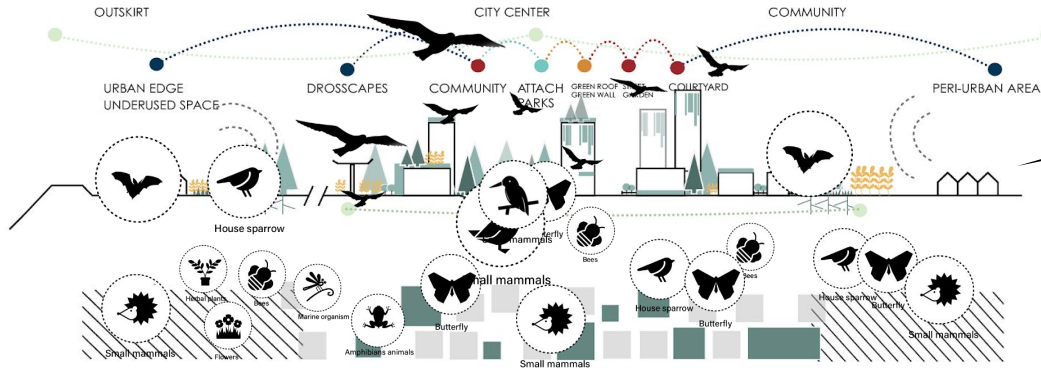 OUTSKIRT
CITY CENTER
COMMUNITY
URBAN EDGE
UNDERUSED SPACE
DROSSCAPES
COMMUNITY
ATTACH
PARKS
GREEN ROOF
GREEN WALL
GARDEN
COURTYARD
PERI-URBAN AREA
House sparrow
mammals
Bees
Small mammals
Bees
Herbal plants
Bees
Marine organism
House sparrow
Butterfly
House sparrow
Butterfly
Butterfly
Small mammals
Small mammals
Flowers
Amphibians animals
Small mammals